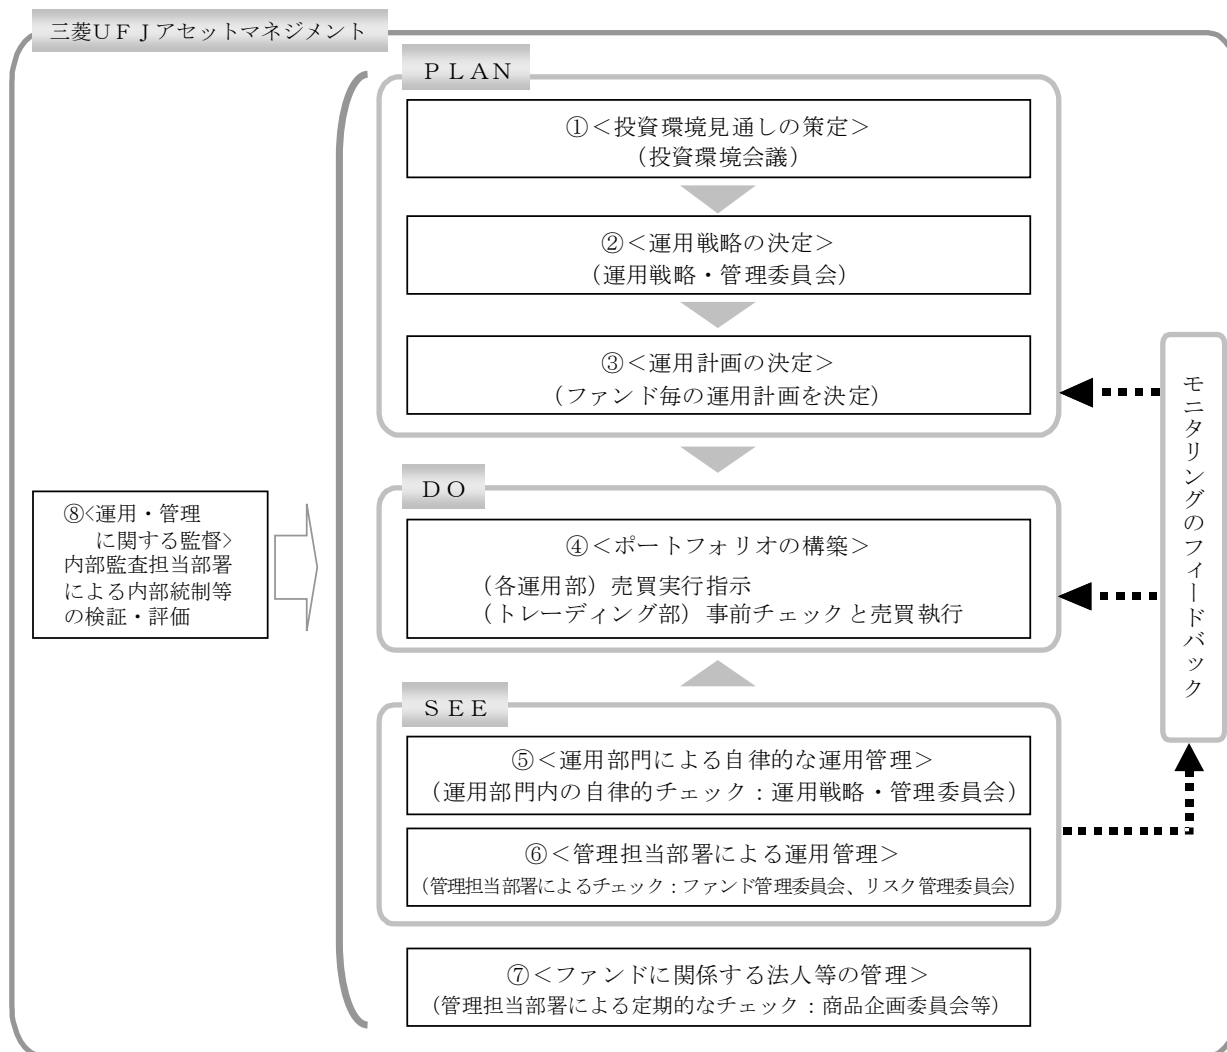 三菱UFJアセットマネジメント
PLAN
①<投資環境見通しの策定>
(投資環境会議)
②<運用戦略の決定>
(運用戦略・管理委員会)
③<運用計画の決定>
(ファンド毎の運用計画を決定)
DO
④<ポートフォリオの構築>
(各運用部)売買実行指示
(トレーディング部)事前チェックと売買執行
SEE
⑤<運用部門による自律的な運用管理>
(運用部門内の自律的チェック:運用戦略・管理委員会)
⑥<管理担当部署による運用管理>
(管理担当部署によるチェック:ファンド管理委員会、リスク管理委員会)
⑦<ファンドに関係する法人等の管理>
(管理担当部署による定期的なチェック:商品企画委員会等)
⑧<運用・管理
に関する監督>
内部監査担当部署
による内部統制等
の検証・評価
モニタリングのフィードバック